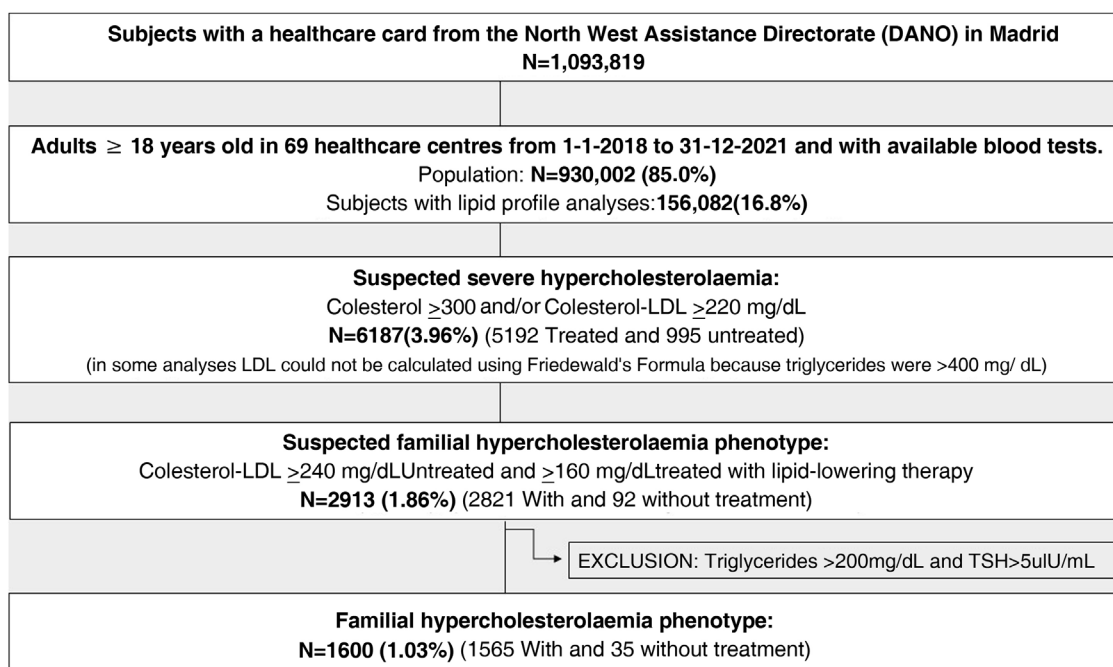 Subjects with a healthcare card from the North West Assistance Directorate (DANO) in Madrid
N=1,093,819
Adults ≥ 18 years old in 69 healthcare centres from 1-1-2018 to 31-12-2021 and with available blood tests.
Population: N=930,002 (85.0%)
Subjects with lipid profile analyses:156,082(16.8%)
Suspected severe hypercholesterolaemia:
Colesterol ≥300 and/or Colesterol-LDL ≥220 mg/dL
N=6187(3.96%) (5192 Treated and 995 untreated)
(in some analyses LDL could not be calculated using Friedewald's Formula because triglycerides were >400 mg/ dL)
Suspected familial hypercholesterolaemia phenotype:
Colesterol-LDL ≥240 mg/dLUntreated and ≥160 mg/dLtreated with lipid-lowering therapy
N=2913 (1.86%) (2821 With and 92 without treatment)
EXCLUSION: Triglycerides >200mg/dL and TSH>5uIU/mL
Familial hypercholesterolaemia phenotype:
N=1600 (1.03%) (1565 With and 35 without treatment)